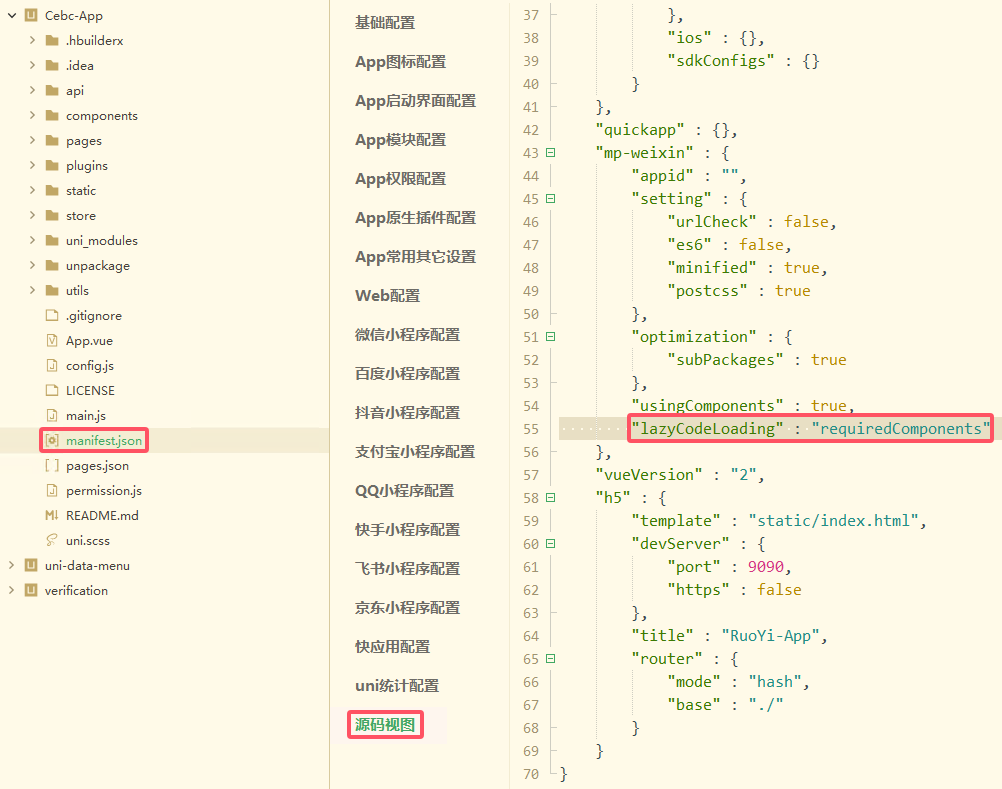 Cebc-App
.hbuilderx
.idea
api
components
pages
plugins
static
store
uni_modules
unpackage
utils
.gitignore
App.vue
config.js
LICENSE
main.js
manifest.json
pages.json
permission.js
README.md
uni.scss
uni-data-menu
verification
基础配置
App图标配置
App启动界面配置
App模块配置
App权限配置
App原生插件配置
App常用其它设置
Web配置
微信小程序配置
百度小程序配置
抖音小程序配置
支付宝小程序配置
QQ小程序配置
快手小程序配置
飞书小程序配置
京东小程序配置
快应用配置
uni统计配置
源码视图
37 },
38 "ios" : {},
39 "sdkConfigs" : {}
40 }
41 },
42 "quickapp" : {},
43 "mp-weixin" : {
44 "appid" : "",
45 "setting" : {
46 "urlCheck" : false,
47 "es6" : false,
48 "minified" : true,
49 "postcss" : true
50 },
51 "optimization" : {
52 "subPackages" : true
53 },
54 "usingComponents" : true,
55 "lazyCodeLoading" : "requiredComponents"
56 },
57 "vueVersion" : "2",
58 "h5" : {
59 "template" : "static/index.html",
60 "devServer" : {
61 "port" : 9090,
62 "https" : false
63 },
64 "title" : "RuoYi-App",
65 "router" : {
66 "mode" : "hash",
67 "base" : "./"
68 }
69 }
70 }